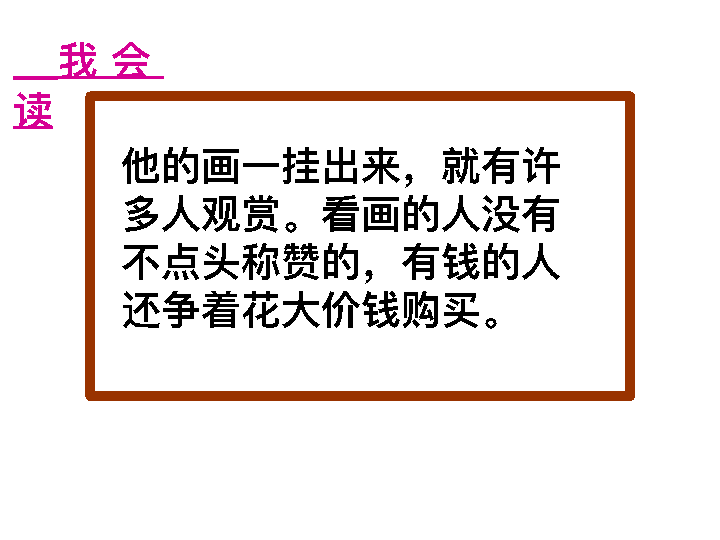 我 会
读
他的画一挂出来，就有许
多人观赏。看画的人没有
不点头称赞的，有钱的人
还争着花大价钱购买。